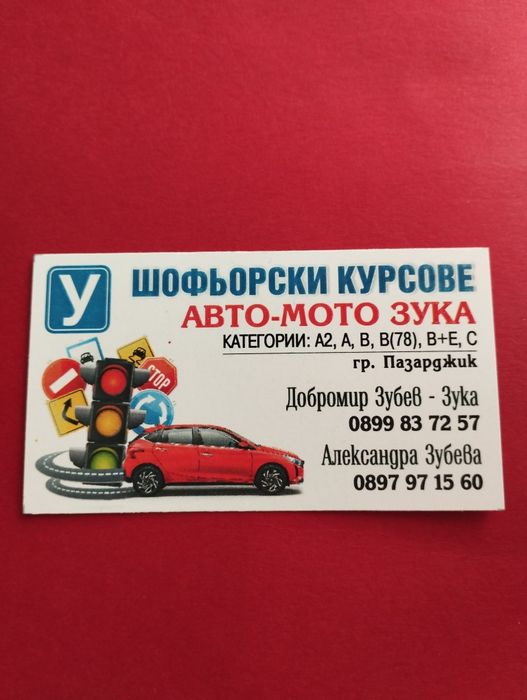 У
ШОФЬОРСКИ КУРСОВЕ
АВТО-МОТО ЗУКА
КАТЕГОРИИ: А2, А, В, В(78), В+Е, С
гр. Пазарджик
STOP
Добромир Зубев - Зука
0899 83 72 57
Александра Зубева
0897 97 15 60